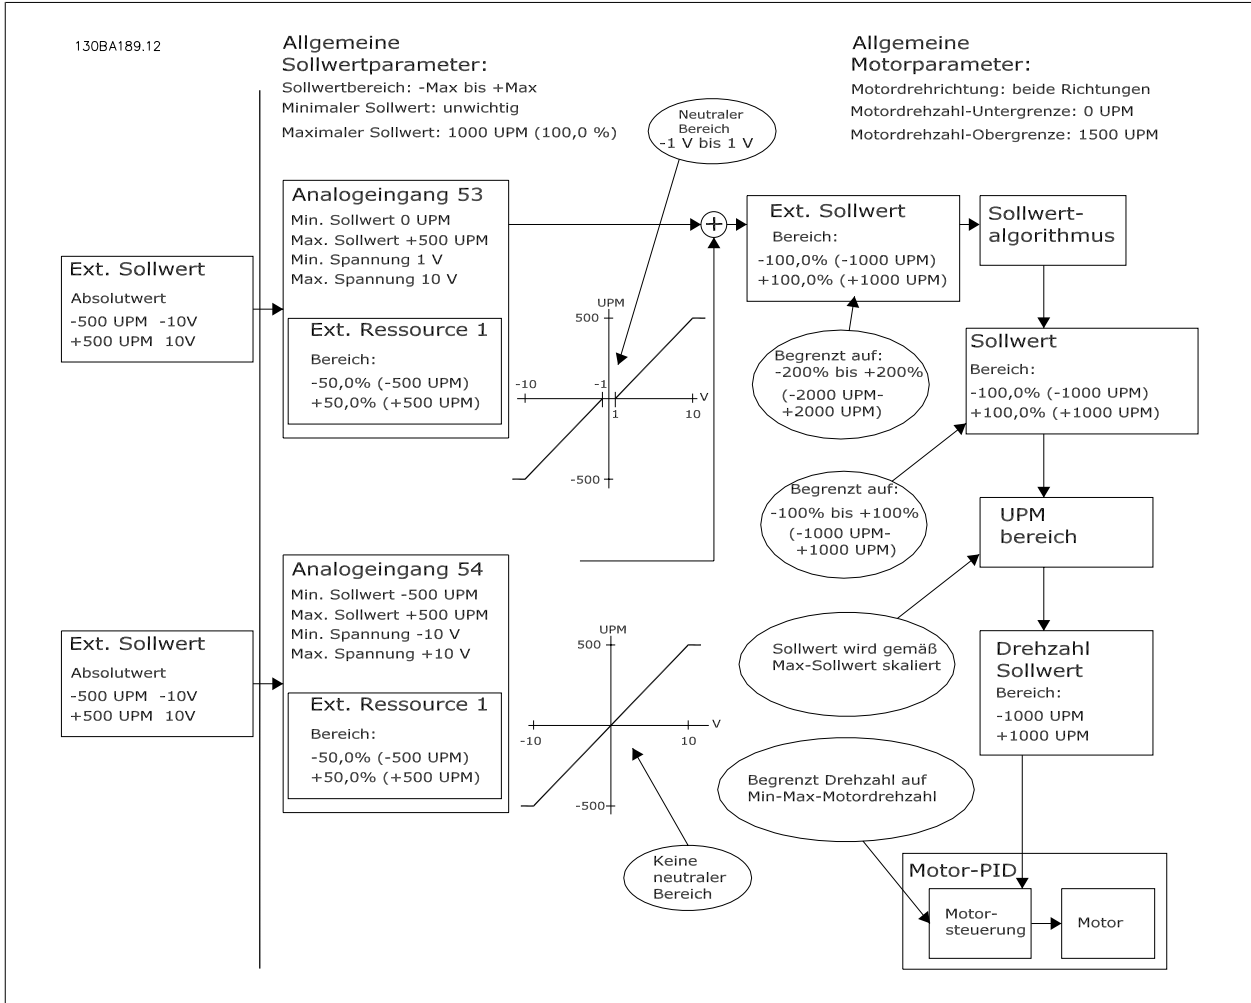 130BA189.12
Allgemeine
Sollwertparameter:
Sollwertbereich: -Max bis +Max
Minimaler Sollwert: unwichtig
Maximaler Sollwert: 1000 UPM (100,0 %)
Allgemeine
Motorparameter:
Motordrehrichtung: beide Richtungen
Motordrehzahl-Untergrenze: 0 UPM
Motordrehzahl-Obergrenze: 1500 UPM
Neutraler
Bereich
-1 V bis 1 V
Ext. Sollwert
Absolutwert
-500 UPM -10V
+500 UPM 10V
Analogeingang 53
Min. Sollwert 0 UPM
Max. Sollwert +500 UPM
Min. Spannung 1 V
Max. Spannung 10 V
Ext. Ressource 1
Bereich:
-50,0% (-500 UPM)
+50,0% (+500 UPM)
UPM
500
-10
-1
V
1
10
-500
+
Ext. Sollwert
Bereich:
-100,0% (-1000 UPM)
+100,0% (+1000 UPM)
Sollwert-
algorithmus
Begrenzt auf:
-200% bis +200%
(-2000 UPM-
+2000 UPM)
Sollwert
Bereich:
-100,0% (-1000 UPM)
+100,0% (+1000 UPM)
Begrenzt auf:
-100% bis +100%
(-1000 UPM-
+1000 UPM)
UPM
bereich
Ext. Sollwert
Absolutwert
-500 UPM -10V
+500 UPM 10V
Analogeingang 54
Min. Sollwert -500 UPM
Max. Sollwert +500 UPM
Min. Spannung -10 V
Max. Spannung +10 V
Ext. Ressource 1
Bereich:
-50,0% (-500 UPM)
+50,0% (+500 UPM)
UPM
500
V
-10
10
-500
Keine
neutraler
Bereich
Sollwert wird gemäß
Max-Sollwert skaliert
Drehzahl
Sollwert
Bereich:
-1000 UPM
+1000 UPM
Begrenzt Drehzahl auf
Min-Max-Motordrehzahl
Motor-PID
Motor-
steuerung
Motor